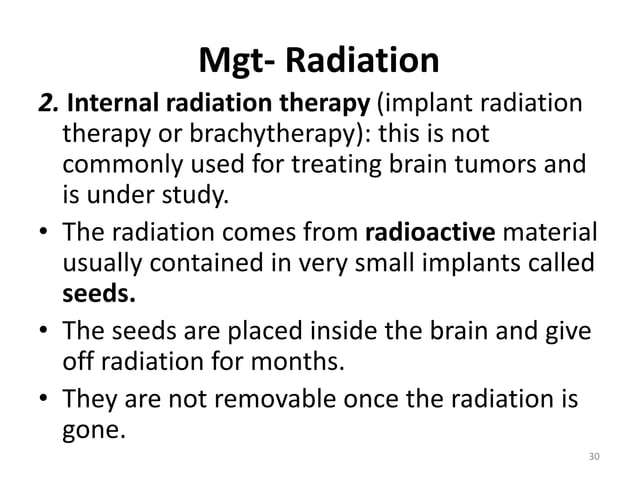 Mgt- Radiation
2. Internal radiation therapy (implant radiation
therapy or brachytherapy): this is not
commonly used for treating brain tumors and
is under study.
• The radiation comes from radioactive material
usually contained in very small implants called
seeds.
• The seeds are placed inside the brain and give
off radiation for months.
• They are not removable once the radiation is
gone.
30